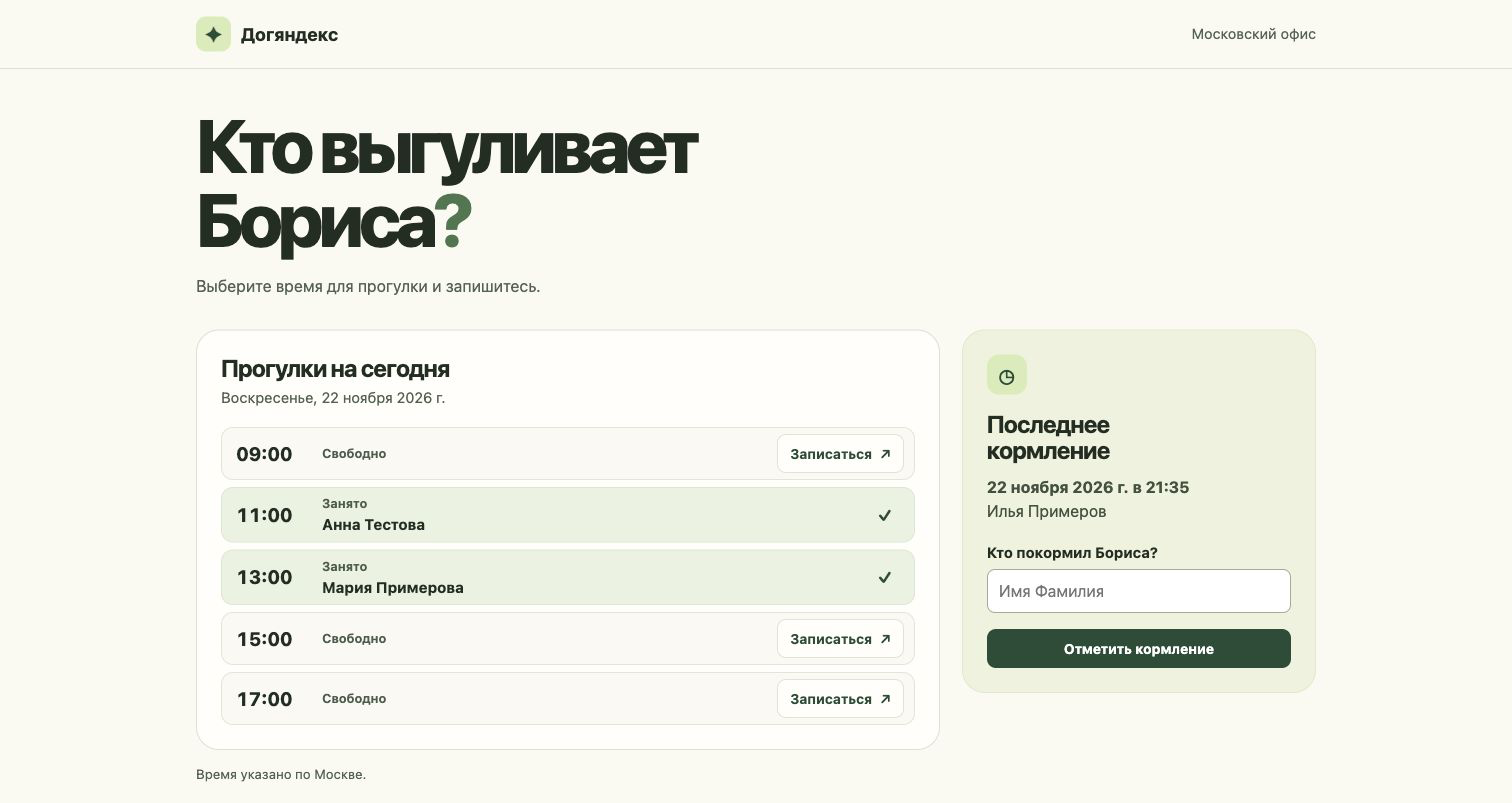 Догяндекс
Московский офис
Кто выгуливает
Бориса?
Выберите время для прогулки и запишитесь.
Прогулки на сегодня
Воскресенье, 22 ноября 2026 г.
09:00 Свободно Записаться ↗
11:00 Занято
Анна Тестова ✓
13:00 Занято
Мария Примерова ✓
15:00 Свободно Записаться ↗
17:00 Свободно Записаться ↗
Время указано по Москве.
Последнее
кормление
22 ноября 2026 г. в 21:35
Илья Примеров
Кто покормил Бориса?
Имя Фамилия
Отметить кормление